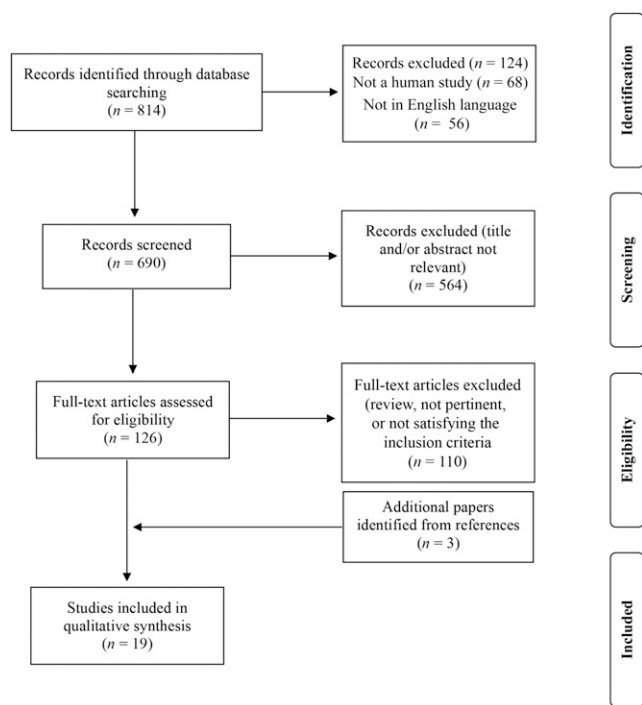 Records identified through database
searching
(n = 814)
Records excluded (n = 124)
Not a human study (n = 68)
Not in English language
(n = 56)
Identification
Records screened
(n = 690)
Records excluded (title
and/or abstract not
relevant)
(n = 564)
Screening
Full-text articles assessed
for eligibility
(n = 126)
Full-text articles excluded
(review, not pertinent,
or not satisfying the
inclusion criteria
(n = 110)
Eligibility
Additional papers
identified from references
(n = 3)
Studies included in
qualitative synthesis
(n = 19)
Included